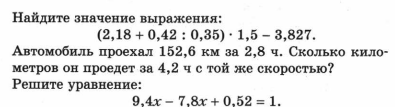 Найдите значение выражения:
(2,18 + 0,42 : 0,35) · 1,5 – 3,827.
Автомобиль проехал 152,6 км за 2,8 ч. Сколько кило-
метров он проедет за 4,2 ч с той же скоростью?
Решите уравнение:
9,4x – 7,8x + 0,52 = 1.